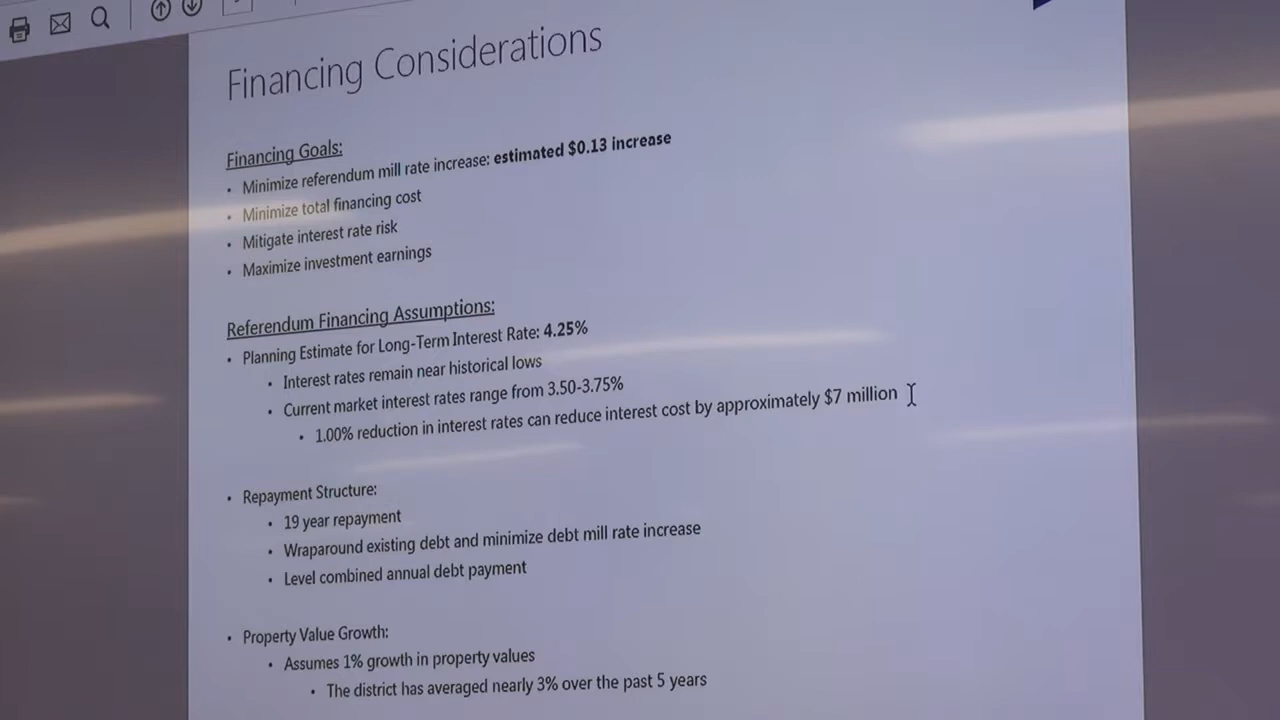 Financing Considerations
Financing Goals:
• Minimize referendum mill rate increase: estimated $0.13 increase
• Minimize total financing cost
• Mitigate interest rate risk
• Maximize investment earnings
Referendum Financing Assumptions:
• Planning Estimate for Long-Term Interest Rate: 4.25%
• Interest rates remain near historical lows
• Current market interest rates range from 3.50-3.75%
• 1.00% reduction in interest rates can reduce interest cost by approximately $7 million
• Repayment Structure:
• 19 year repayment
• Wraparound existing debt and minimize debt mill rate increase
• Level combined annual debt payment
• Property Value Growth:
• Assumes 1% growth in property values
• The district has averaged nearly 3% over the past 5 years